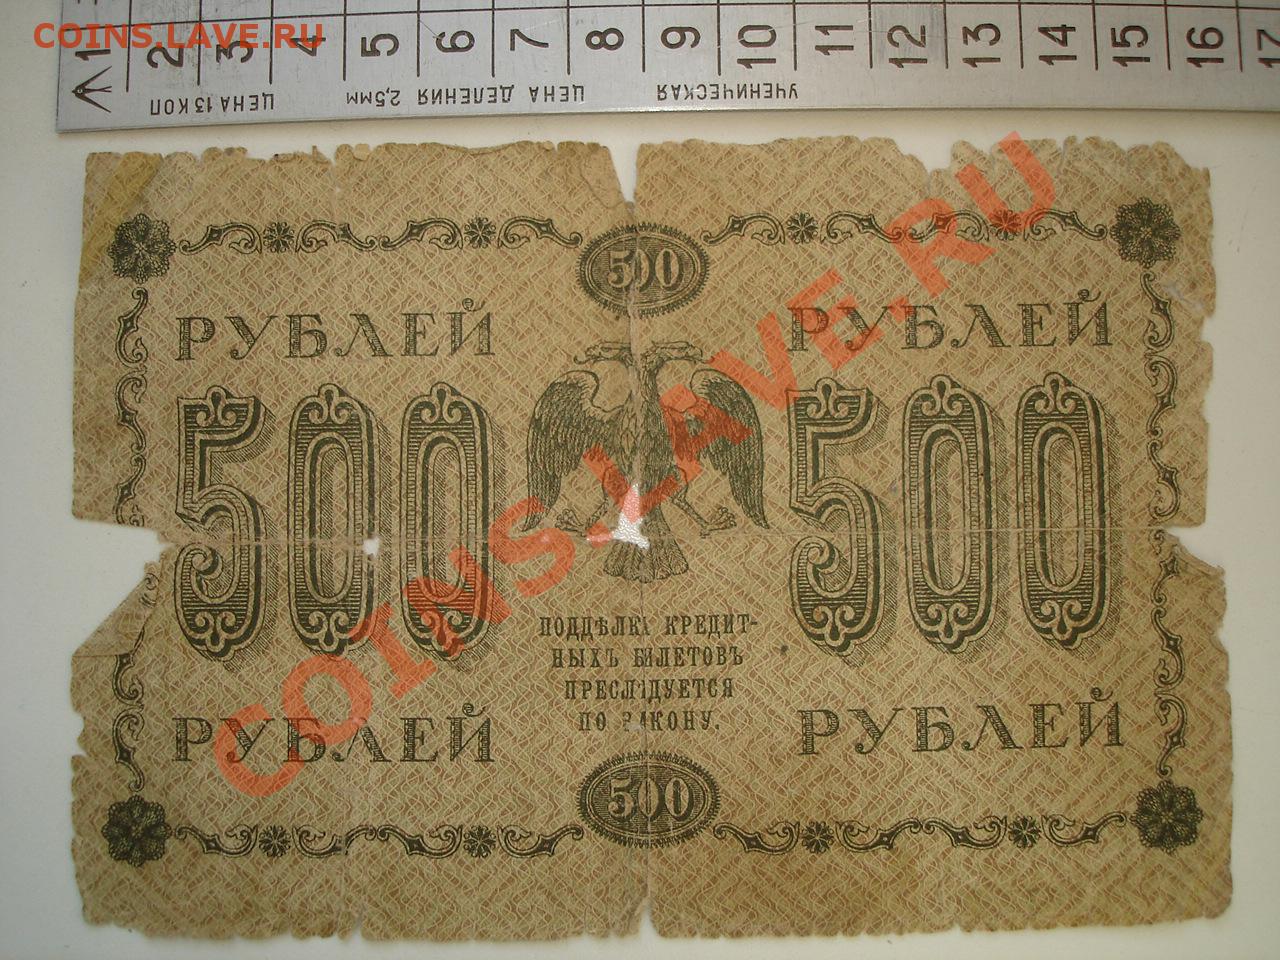 COINS.LAVE.RU
1 2 3 4 5 6 7 8 9 10 11 12 13 14 15 16 17
ЦЕНА 13 КОП
ЦЕНА ДЕЛЕНИЯ 2,5мм
УЧЕНИЧЕСКАЯ
500
РУБЛЕЙ РУБЛЕЙ
500 500
COINS.LAVE.RU
ПОДДѢЛКА КРЕДИТ-
НЫХЪ БИЛЕТОВЪ
ПРЕСЛѢДУЕТСЯ
ПО ЗАКОНУ.
РУБЛЕЙ РУБЛЕЙ
500